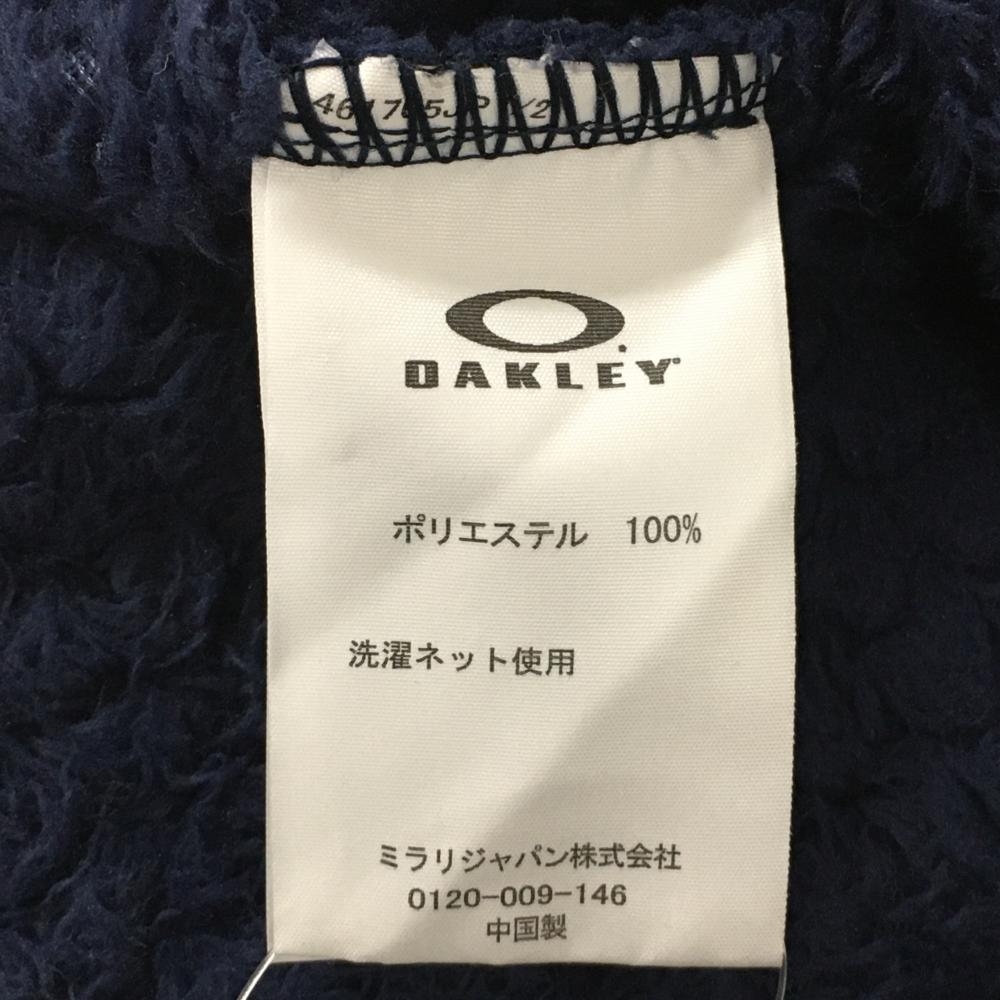 OAKLEY
ポリエステル 100%
洗濯ネット使用
ミラリジャパン株式会社
0120-009-146
中国製